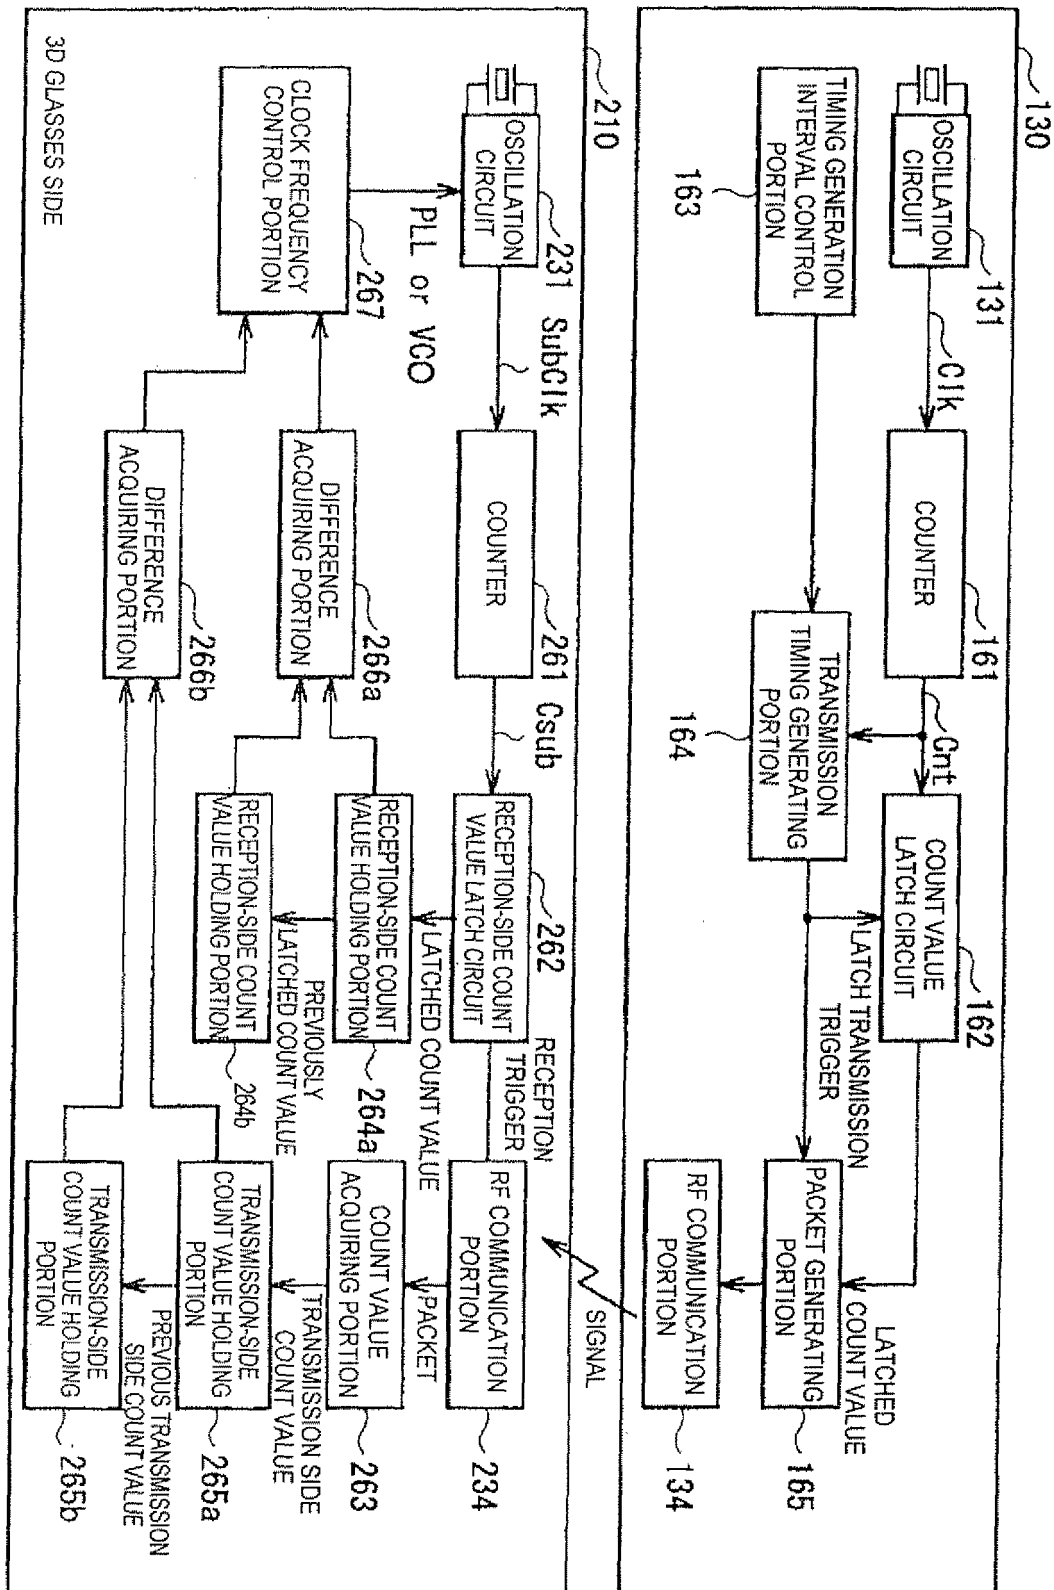 130
OSCILLATION
CIRCUIT
131
Clk
COUNTER
161
Cnt
COUNT VALUE
LATCH CIRCUIT
162
TIMING GENERATION
INTERVAL CONTROL
PORTION
163
TRANSMISSION
TIMING GENERATING
PORTION
164
LATCH TRANSMISSION
TRIGGER
LATCHED
COUNT VALUE
PACKET GENERATING
PORTION
165
RF COMMUNICATION
PORTION
134
SIGNAL
210
OSCILLATION
CIRCUIT
231
SubClk
COUNTER
261
Csub
RECEPTION-SIDE COUNT
VALUE LATCH CIRCUIT
262
RECEPTION
TRIGGER
RF COMMUNICATION
PORTION
234
PLL or VCO
LATCHED COUNT VALUE
PACKET
CLOCK FREQUENCY
CONTROL PORTION
267
DIFFERENCE
ACQUIRING PORTION
266a
RECEPTION-SIDE COUNT
VALUE HOLDING PORTION
264a
COUNT VALUE
ACQUIRING PORTION
263
PREVIOUSLY
LATCHED COUNT VALUE
TRANSMISSION SIDE
COUNT VALUE
RECEPTION-SIDE COUNT
VALUE HOLDING PORTION
264b
TRANSMISSION-SIDE
COUNT VALUE HOLDING
PORTION
265a
DIFFERENCE
ACQUIRING PORTION
266b
PREVIOUS TRANSMISSION
SIDE COUNT VALUE
TRANSMISSION-SIDE
COUNT VALUE HOLDING
PORTION
265b
3D GLASSES SIDE